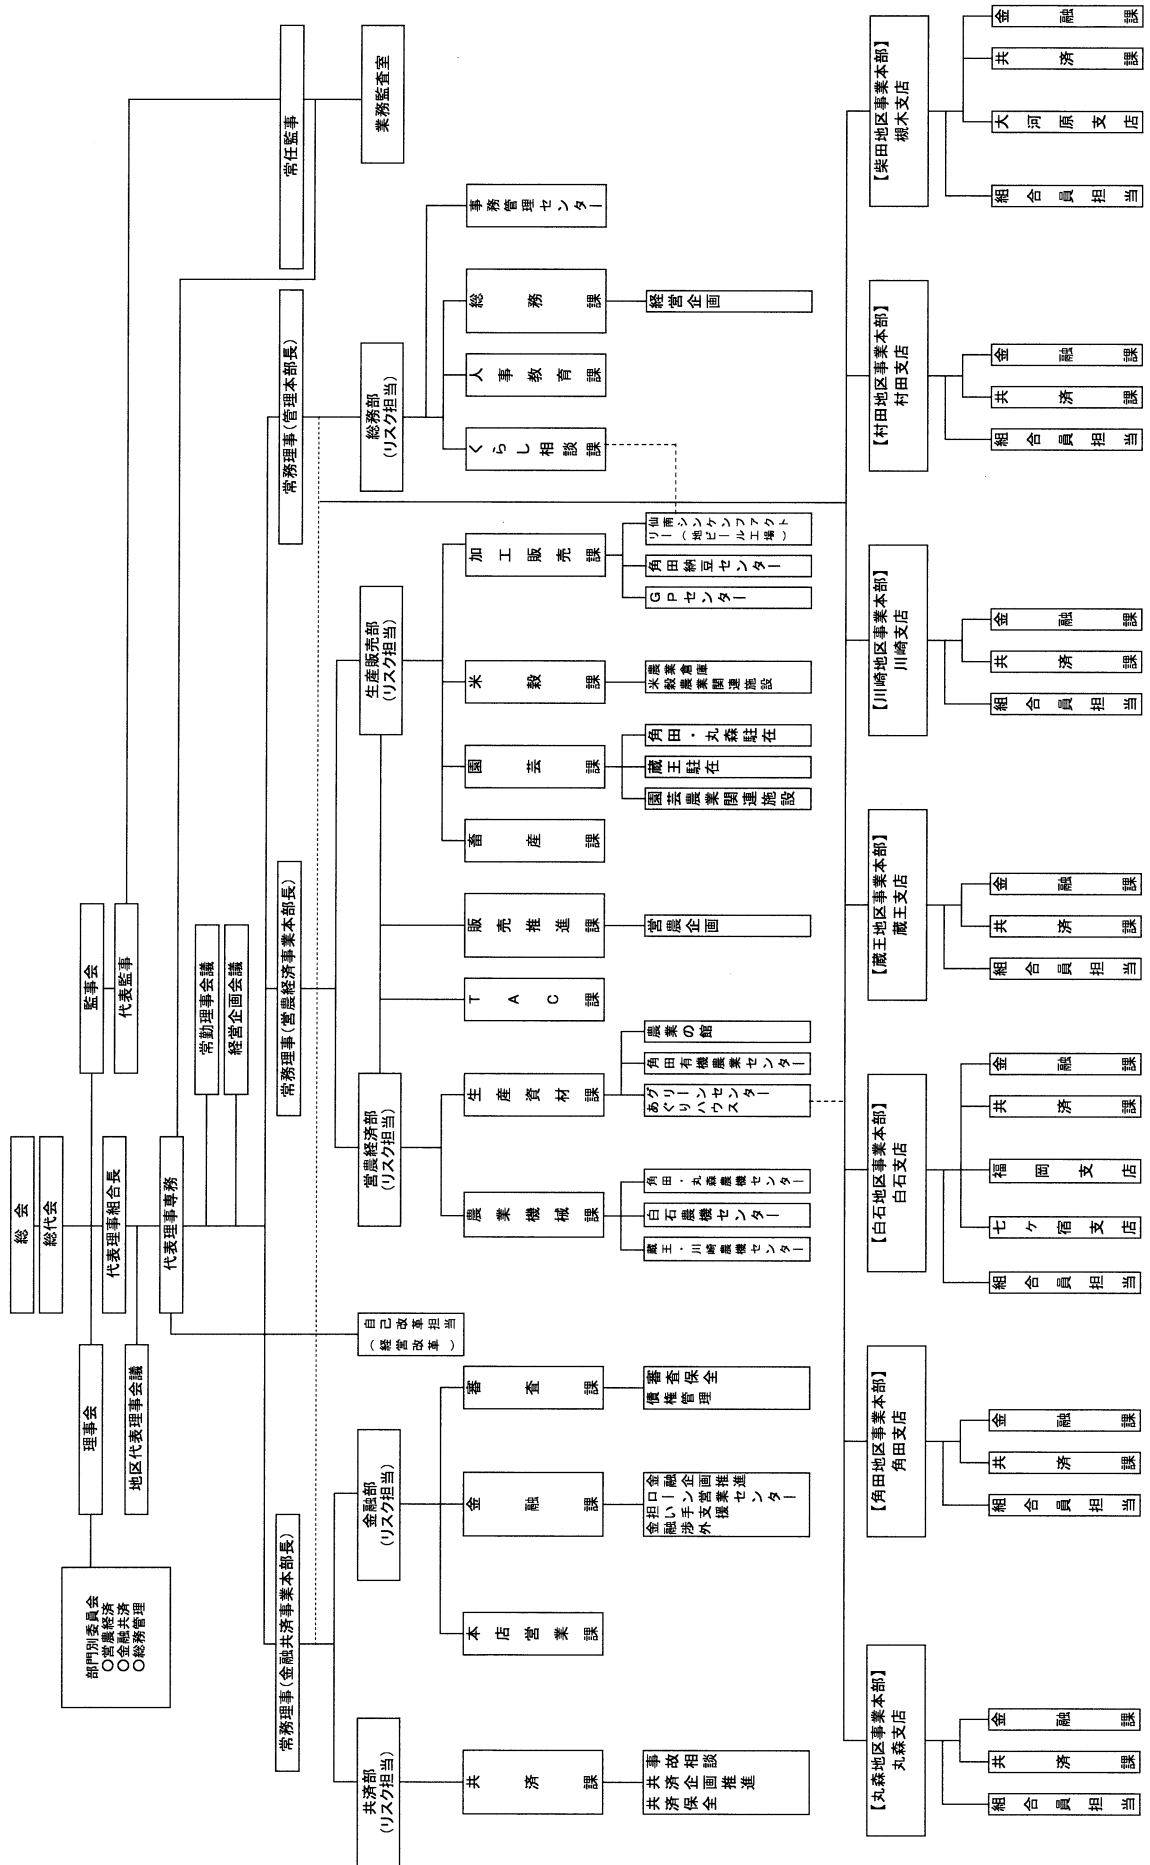 総会
総代会
監事会
代表監事
理事会
部門別委員会
○営農経済
○金融共済
○総務管理
代表理事組合長
地区代表理事会議
代表理事専務
常勤理事会議
経営企画会議
常務理事(金融共済事業本部長)
常務理事(営農経済事業本部長)
常務理事(管理本部長)
常任監事
業務監査室
自己改革担当
(経営改革)
共済部
(リスク担当)
金融部
(リスク担当)
営農経済部
(リスク担当)
生産販売部
(リスク担当)
総務部
(リスク担当)
共済課
本店営業課
金融課
審査課
農業機械課
生産資材課
TAC課
販売推進課
畜産課
園芸課
米穀課
加工販売課
くらし相談課
人事教育課
総務課
事務管理センター
事故相談
共済企画推進
共済保全
金融企画推進
担い手支援センター
融渉外営業
審査保全
債権管理
蔵王・川崎農機センター
白石農機センター
角田・丸森農機センター
グリーンセンター
あぐりハウス
角田有機農業センター
農業の館
営農企画
園芸農業関連施設
蔵王駐在
角田・丸森駐在
農業倉庫
米穀農業関連施設
GPセンター
角田納豆センター
仙南シンケンファクトリー
(地ビール工場)
経営企画
【丸森地区事業本部】
丸森支店
組合員担当
共済課
金融課
【角田地区事業本部】
角田支店
組合員担当
共済課
金融課
【白石地区事業本部】
白石支店
組合員担当
七ケ宿支店
福岡支店
共済課
金融課
【蔵王地区事業本部】
蔵王支店
組合員担当
共済課
金融課
【川崎地区事業本部】
川崎支店
組合員担当
共済課
金融課
【村田地区事業本部】
村田支店
組合員担当
共済課
金融課
【柴田地区事業本部】
槻木支店
組合員担当
大河原支店
共済課
金融課